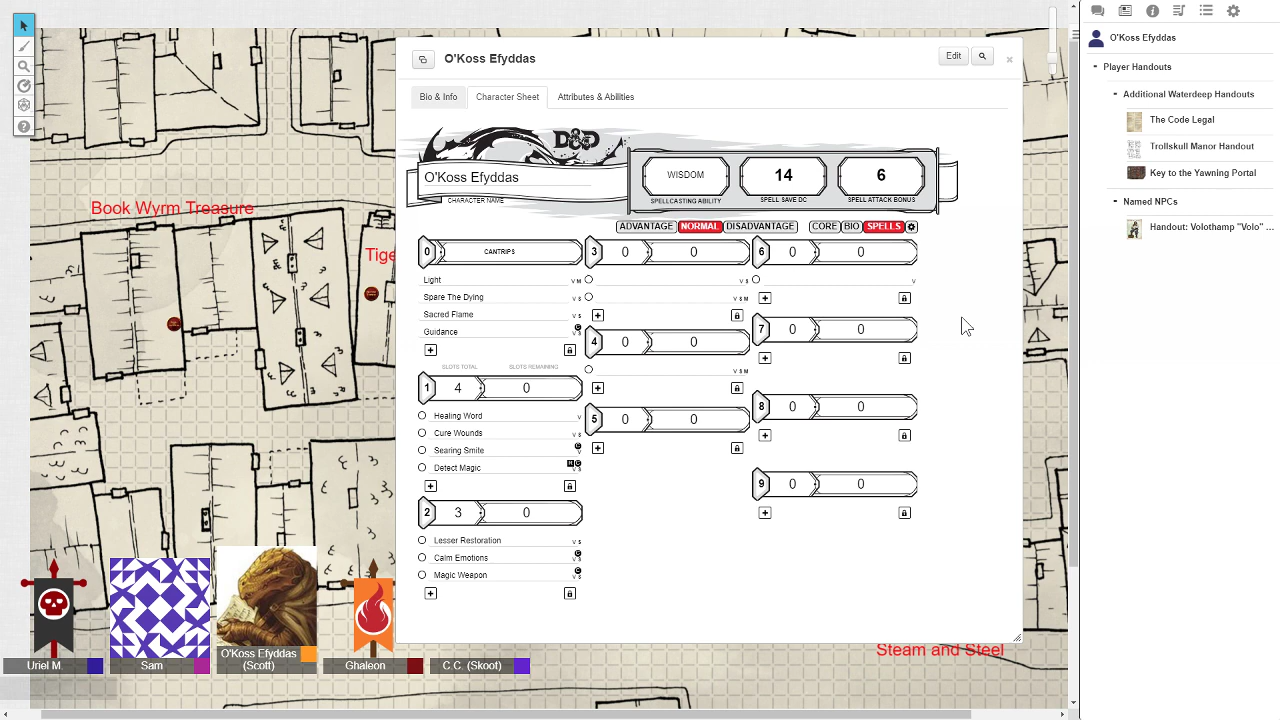 O'Koss Efyddas
Edit
Bio & Info
Character Sheet
Attributes & Abilities
D&D
O'Koss Efyddas
CHARACTER NAME
WISDOM
SPELLCASTING ABILITY
14
SPELL SAVE DC
6
SPELL ATTACK BONUS
ADVANTAGE NORMAL DISADVANTAGE
CORE BIO SPELLS
0 CANTRIPS
Light V M
Spare The Dying V S
Sacred Flame V S
Guidance C V S
SLOTS TOTAL SLOTS REMAINING
1 4 0
Healing Word V
Cure Wounds V S
Searing Smite C V
Detect Magic R C V S
2 3 0
Lesser Restoration V S
Calm Emotions C V S
Magic Weapon C V S
3 0 0
V S
V S M
4 0 0
V S M
5 0 0
6 0 0
V
7 0 0
8 0 0
9 0 0
Book Wyrm Treasure
Tige
Steam and Steel
Uriel M.
Sam
O'Koss Efyddas
(Scott)
Ghaleon
C.C. (Skoot)
O'Koss Efyddas
Player Handouts
Additional Waterdeep Handouts
The Code Legal
Trollskull Manor Handout
Key to the Yawning Portal
Named NPCs
Handout: Volothamp "Volo" ...